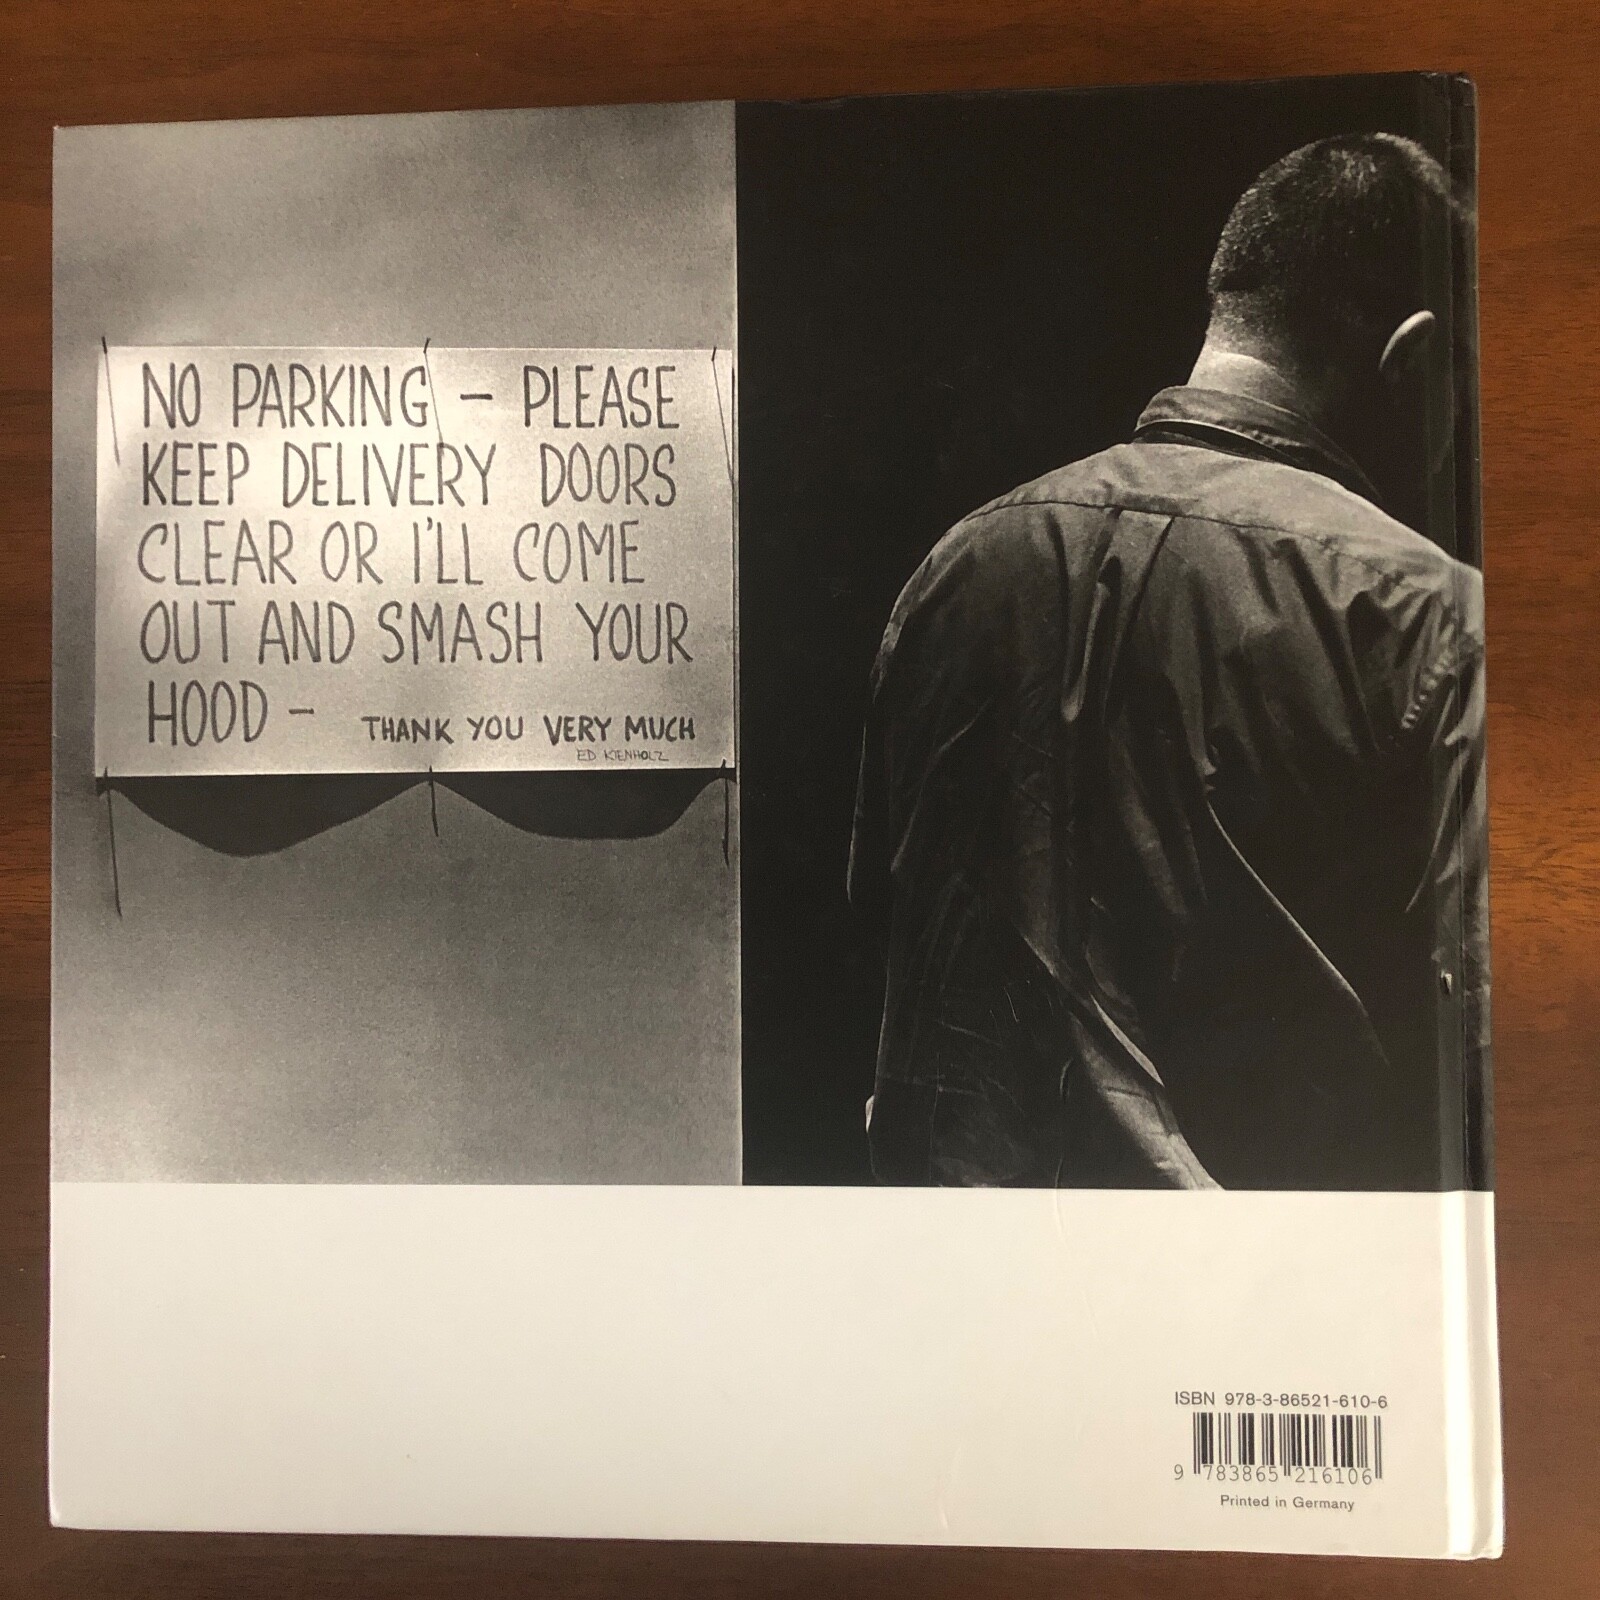 NO PARKING – PLEASE
KEEP DELIVERY DOORS
CLEAR OR I'LL COME
OUT AND SMASH YOUR
HOOD – THANK YOU VERY MUCH
ED KIENHOLZ
ISBN 978-3-86521-610-6
9 783865 216106
Printed in Germany